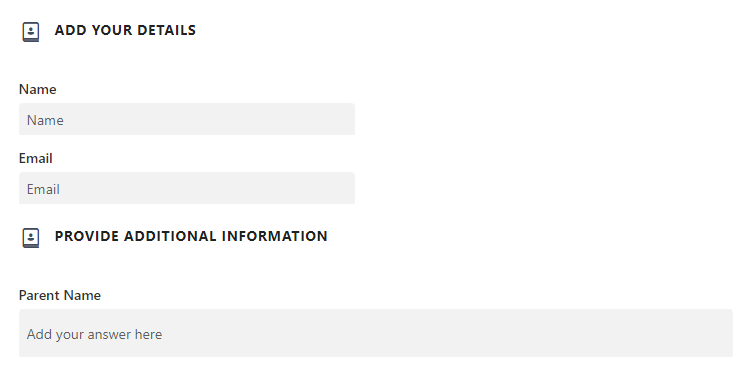 ADD YOUR DETAILS
Name
Name
Email
Email
PROVIDE ADDITIONAL INFORMATION
Parent Name
Add your answer here